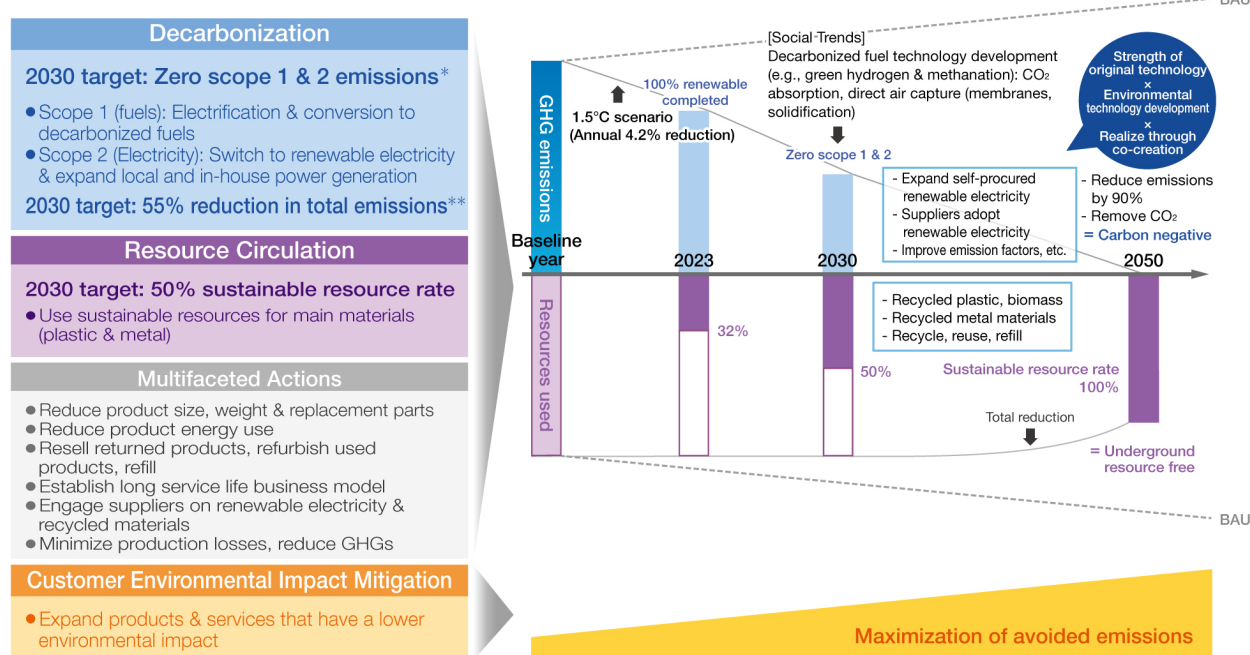 Decarbonization
2030 target: Zero scope 1 & 2 emissions*
● Scope 1 (fuels): Electrification & conversion to
decarbonized fuels
● Scope 2 (Electricity): Switch to renewable electricity
& expand local and in-house power generation
2030 target: 55% reduction in total emissions**
Resource Circulation
2030 target: 50% sustainable resource rate
● Use sustainable resources for main materials
(plastic & metal)
Multifaceted Actions
● Reduce product size, weight & replacement parts
● Reduce product energy use
● Resell returned products, refurbish used
products, refill
● Establish long service life business model
● Engage suppliers on renewable electricity &
recycled materials
● Minimize production losses, reduce GHGs
Customer Environmental Impact Mitigation
● Expand products & services that have a lower
environmental impact
BAU
GHG emissions
1.5°C scenario
(Annual 4.2% reduction)
100% renewable
completed
[Social-Trends]
Decarbonized fuel technology development
(e.g., green hydrogen & methanation): CO₂
absorption, direct air capture (membranes,
solidification)
Zero scope 1 & 2
Strength of
original technology
×
Environmental
technology development
×
Realize through
co-creation
- Expand self-procured
renewable electricity
- Suppliers adopt
renewable electricity
- Improve emission factors, etc.
- Reduce emissions
by 90%
- Remove CO₂
= Carbon negative
Baseline
year
2023
2030
2050
Resources used
32%
50%
- Recycled plastic, biomass
- Recycled metal materials
- Recycle, reuse, refill
Sustainable resource rate
100%
Total reduction
= Underground
resource free
BAU
Maximization of avoided emissions